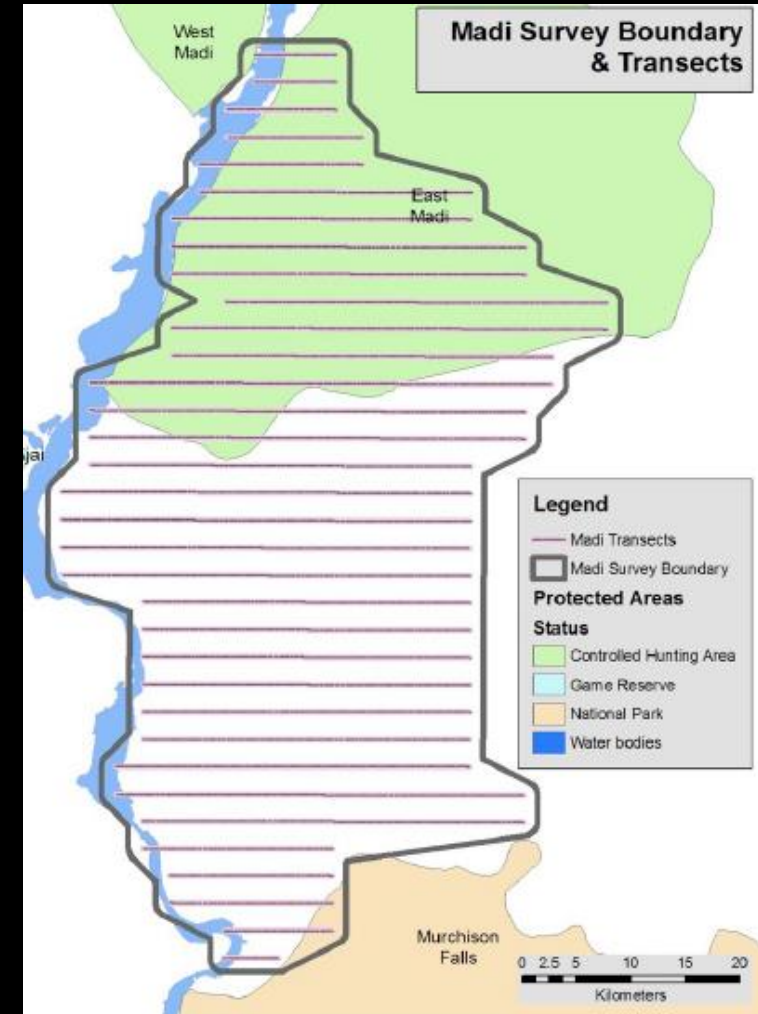 Madi Survey Boundary
& Transects
West
Madi
East
Madi
jai
Legend
Madi Transects
Madi Survey Boundary
Protected Areas
Status
Controlled Hunting Area
Game Reserve
National Park
Water bodies
Murchison
Falls
0 2.5 5 10 15 20
Kilometers